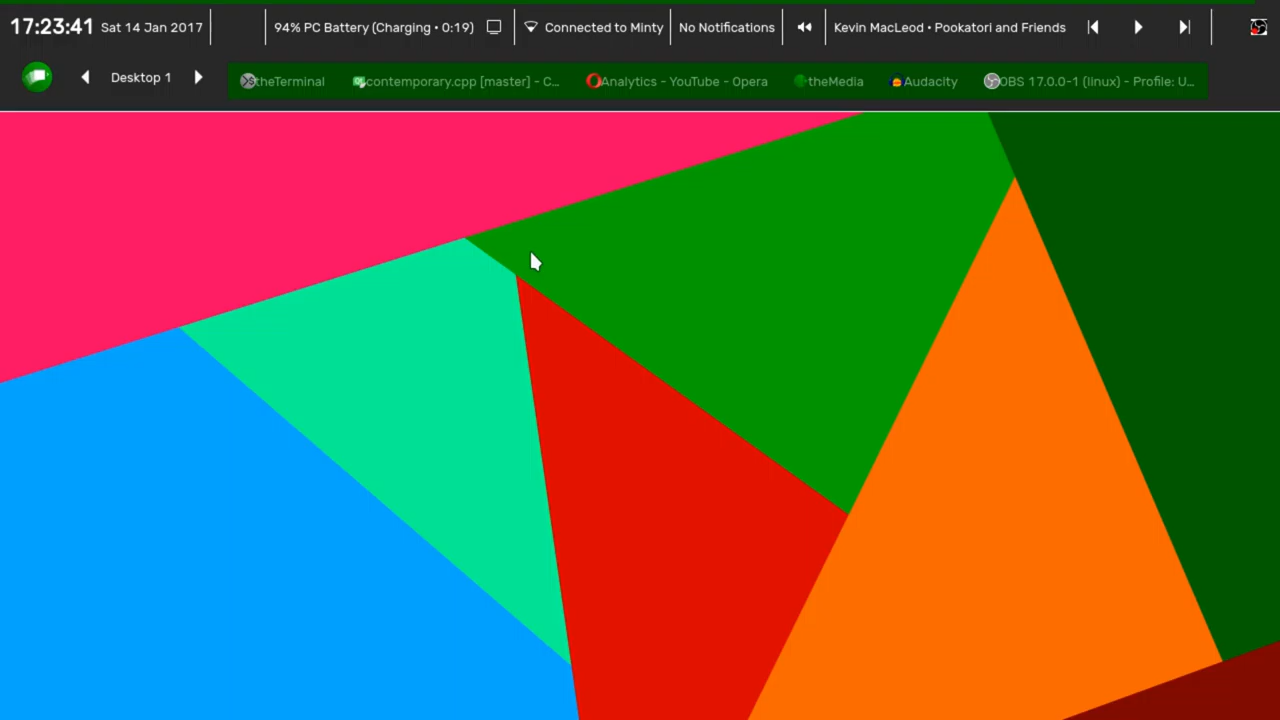 17:23:41 Sat 14 Jan 2017 94% PC Battery (Charging • 0:19) Connected to Minty No Notifications Kevin MacLeod • Pookatori and Friends
Desktop 1 theTerminal contemporary.cpp [master] - C... Analytics - YouTube - Opera theMedia Audacity OBS 17.0.0-1 (linux) - Profile: U...